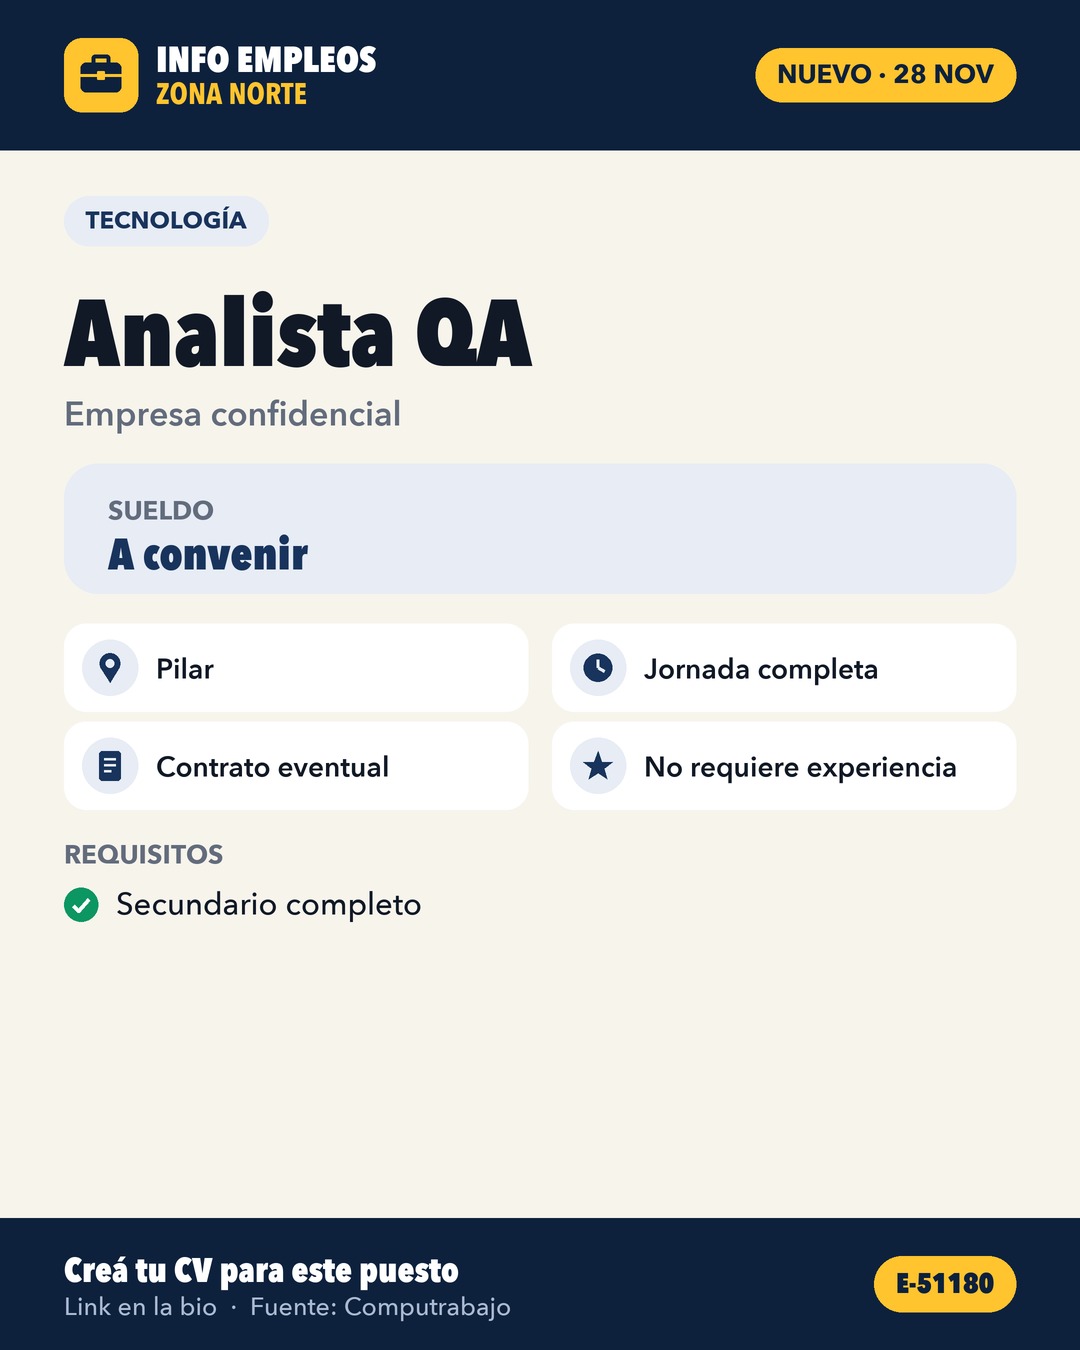 INFO EMPLEOS
ZONA NORTE
NUEVO · 28 NOV
TECNOLOGÍA
Analista QA
Empresa confidencial
SUELDO
A convenir
Pilar
Jornada completa
Contrato eventual
No requiere experiencia
REQUISITOS
Secundario completo
Creá tu CV para este puesto
Link en la bio · Fuente: Computrabajo
E-51180